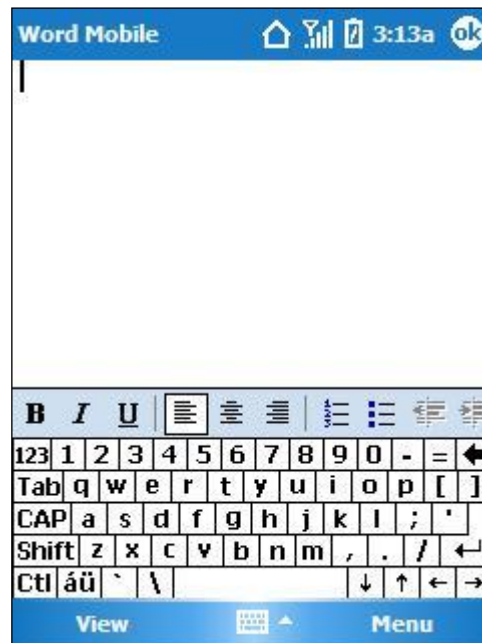 Word Mobile 3:13a ok
B I U
123 1 2 3 4 5 6 7 8 9 0 - =
Tab q w e r t y u i o p [ ]
CAP a s d f g h j k l ; '
Shift z x c v b n m , . /
Ctl áü ` \ ↓ ↑ ← →
View Menu